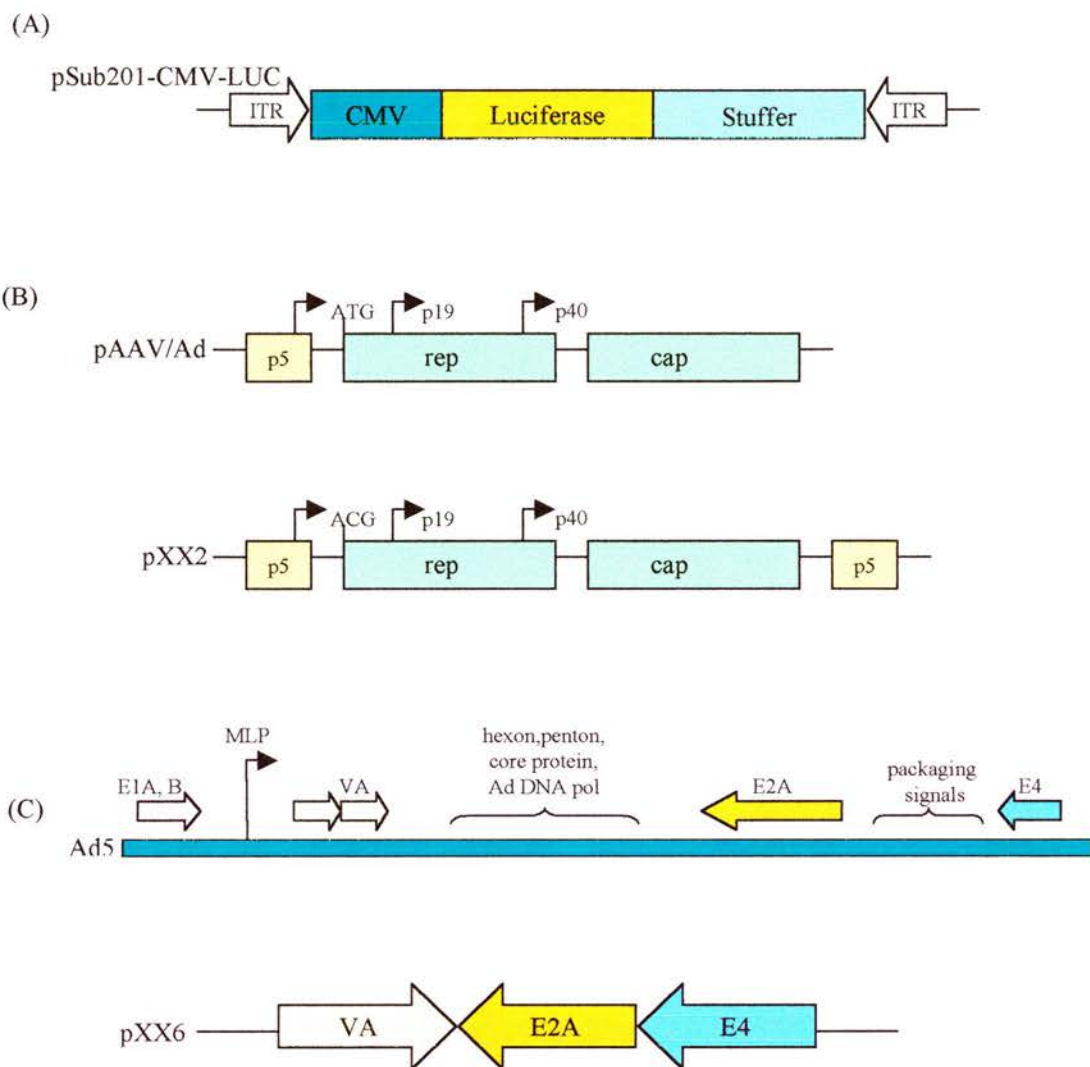 (A)
pSub201-CMV-LUC
ITR CMV Luciferase Stuffer ITR
(B)
ATG p19 p40
pAAV/Ad p5 rep cap
ACG p19 p40
pXX2 p5 rep cap p5
(C)
MLP
hexon,penton,
core protein,
Ad DNA pol
E1A, B VA E2A packaging
signals
E4
Ad5
pXX6 VA E2A E4